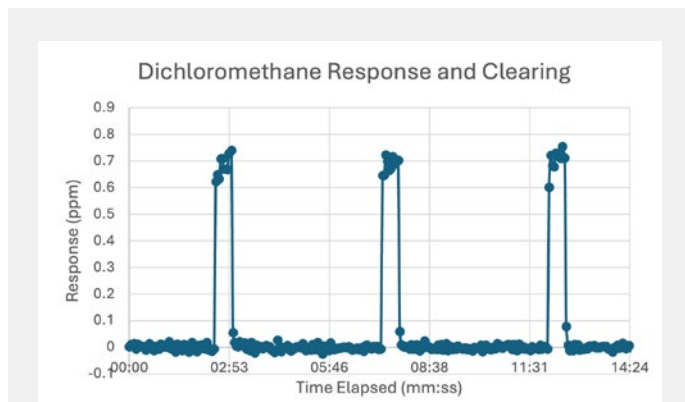 Dichloromethane Response and Clearing
0.9
0.8
0.7
0.6
0.5
0.4
0.3
0.2
0.1
0
-0.1
Response (ppm)
00:00 02:53 05:46 08:38 11:31 14:24
Time Elapsed (mm:ss)